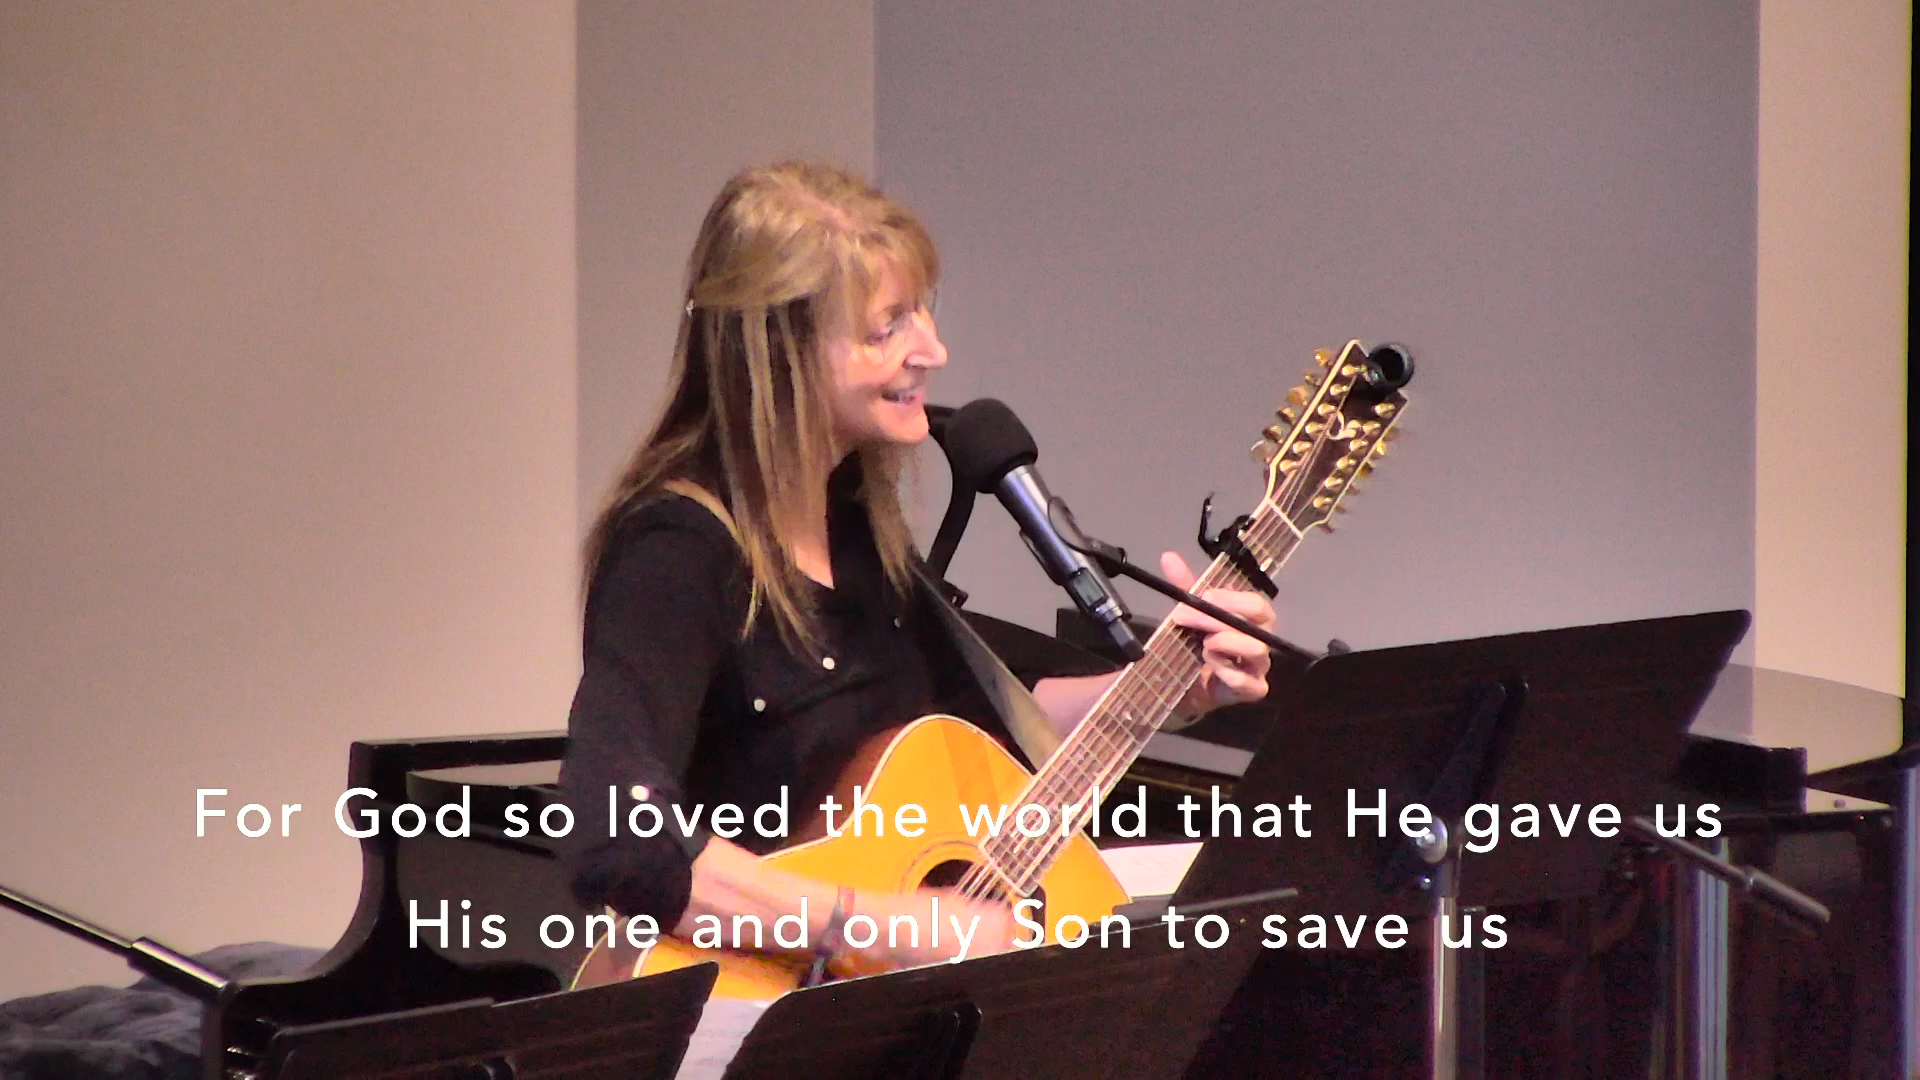 For God so loved the world that He gave us
His one and only Son to save us